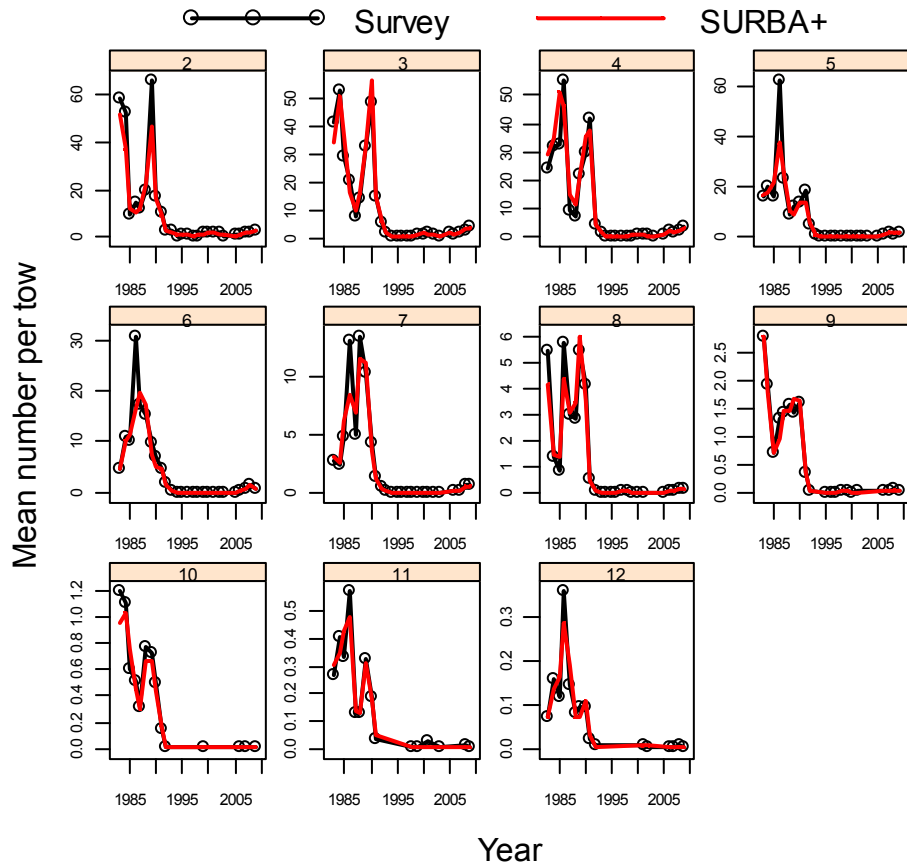 Survey SURBA+
2 3 4 5
60 40 20 0
50 40 30 20 10 0
50 40 30 20 10 0
60 40 20 0
1985 1995 2005 1985 1995 2005 1985 1995 2005 1985 1995 2005
6 7 8 9
30 20 10 0
10 5 0
6 5 4 3 2 1 0
2.5 2.0 1.5 1.0 0.5 0.0
1985 1995 2005 1985 1995 2005 1985 1995 2005 1985 1995 2005
10 11 12
1.2 1.0 0.8 0.6 0.4 0.2 0.0
0.5 0.4 0.3 0.2 0.1 0.0
0.3 0.2 0.1 0.0
1985 1995 2005 1985 1995 2005 1985 1995 2005
Mean number per tow
Year